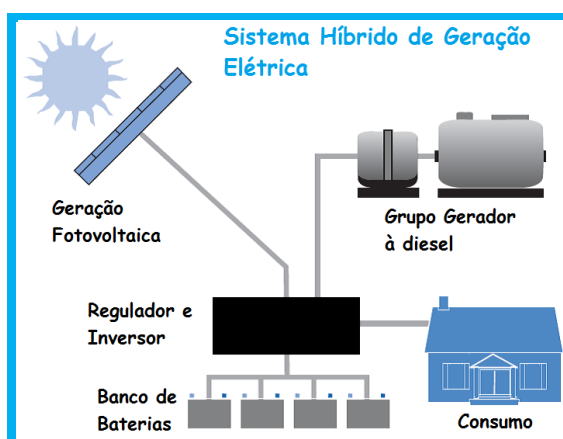 Sistema Híbrido de Geração
Elétrica
Geração
Fotovoltaica
Grupo Gerador
à diesel
Regulador e
Inversor
Banco de
Baterias
Consumo